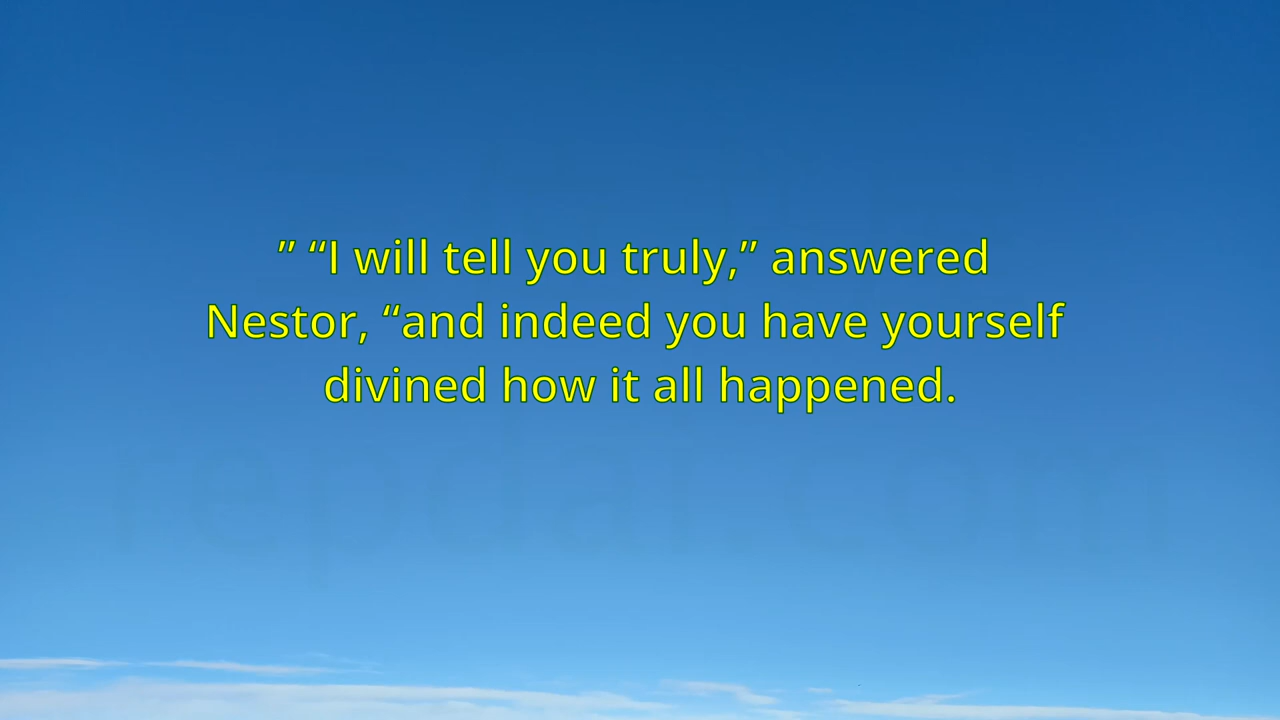 ” “I will tell you truly,” answered
Nestor, “and indeed you have yourself
divined how it all happened.